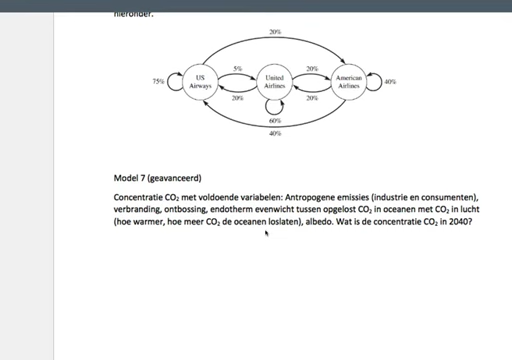 hieronder.
20%
75%
US
Airways
5%
20%
United
Airlines
20%
20%
American
Airlines
40%
60%
40%
Model 7 (geavanceerd)
Concentratie CO₂ met voldoende variabelen: Antropogene emissies (industrie en consumenten),
verbranding, ontbossing, endotherm evenwicht tussen opgelost CO₂ in oceanen met CO₂ in lucht
(hoe warmer, hoe meer CO₂ de oceanen loslaten), albedo. Wat is de concentratie CO₂ in 2040?